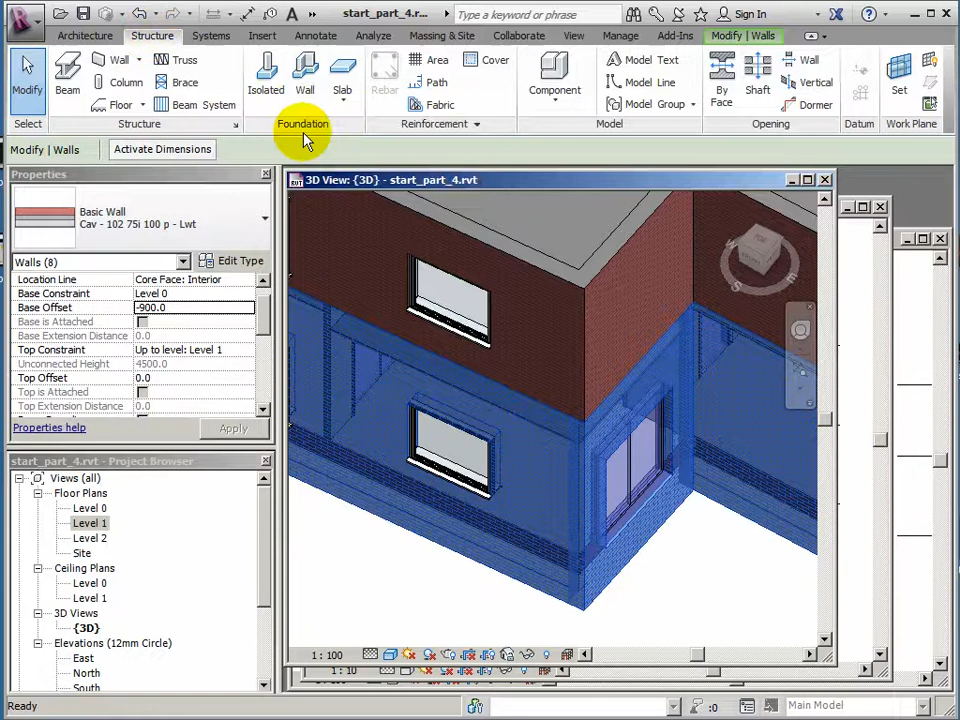 start_part_4.r...
Type a keyword or phrase
Sign In
Architecture Structure Systems Insert Annotate Analyze Massing & Site Collaborate View Manage Add-Ins Modify | Walls
Modify
Beam
Wall
Column
Floor
Truss
Brace
Beam System
Isolated
Wall
Slab
Rebar
Area
Path
Fabric
Cover
Component
Model Text
Model Line
Model Group
By Face
Shaft
Wall
Vertical
Dormer
Set
Select Structure Foundation Reinforcement Model Opening Datum Work Plane
Modify | Walls Activate Dimensions
Properties
Basic Wall
Cav - 102 75i 100 p - Lwt
Walls (8) Edit Type
Location Line Core Face: Interior
Base Constraint Level 0
Base Offset -900.0
Base is Attached
Base Extension Distance 0.0
Top Constraint Up to level: Level 1
Unconnected Height 4500.0
Top Offset 0.0
Top is Attached
Top Extension Distance 0.0
Properties help Apply
start_part_4.rvt - Project Browser
Views (all)
Floor Plans
Level 0
Level 1
Level 2
Site
Ceiling Plans
Level 0
Level 1
3D Views
{3D}
Elevations (12mm Circle)
East
North
South
3D View: {3D} - start_part_4.rvt
TOP
W
S
E
1 : 100
1 : 10
Ready
:0
Main Model